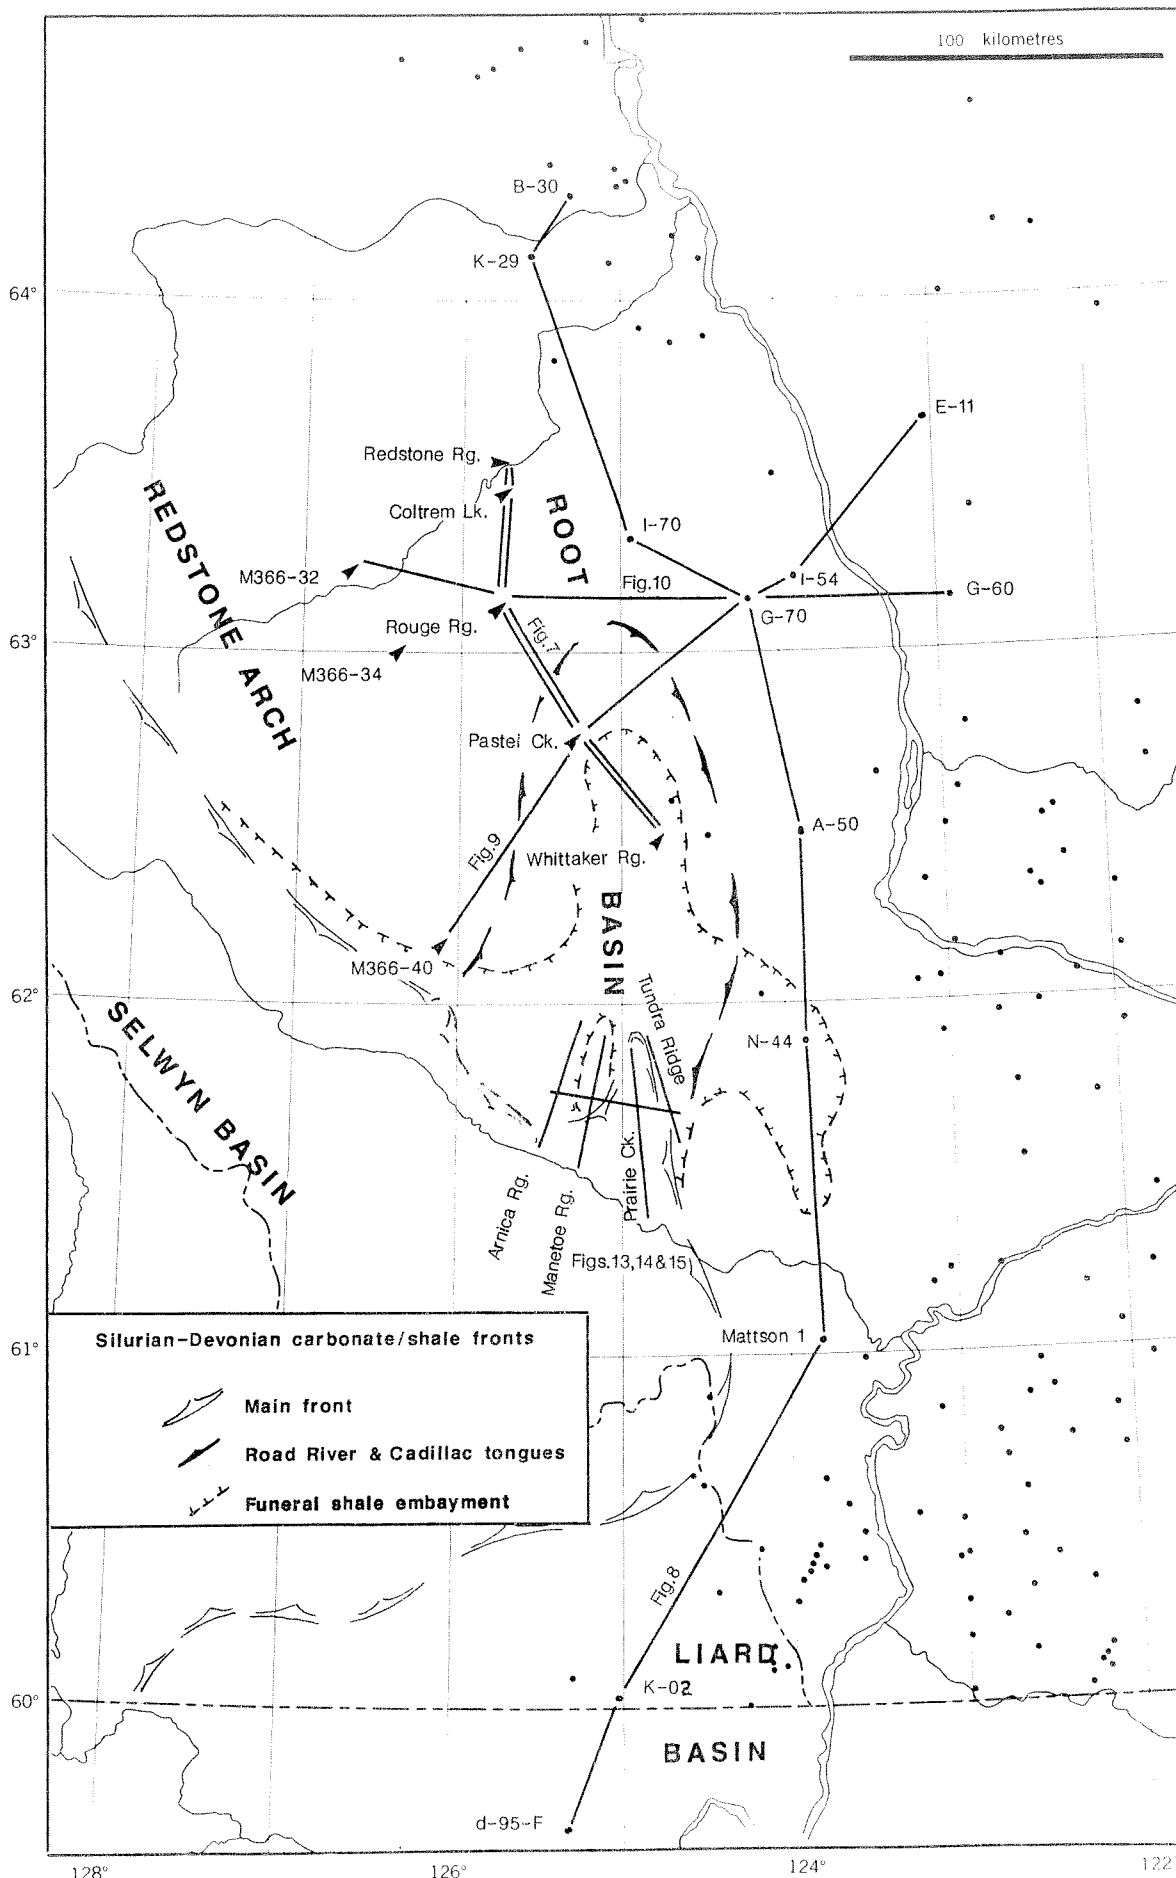 100 kilometres
B-30
K-29
64°
E-11
Redstone Rg.
Coltrem Lk.
ROOT
I-70
REDSTONE ARCH
M366-32
Fig.10
I-54
G-60
G-70
Rouge Rg.
Fig.7
63°
M366-34
Pastel Ck.
A-50
Fig.9
Whittaker Rg.
BASIN
M366-40
62°
Tundra Ridge
SELWYN BASIN
N-44
Prairie Ck.
Arnica Rg.
Manetoe Rg.
Figs.13,14&15
Mattson 1
61°
Silurian-Devonian carbonate/shale fronts
Main front
Road River & Cadillac tongues
Funeral shale embayment
Fig.8
LIARD
K-02
60°
BASIN
d-95-F
128°
126°
124°
122